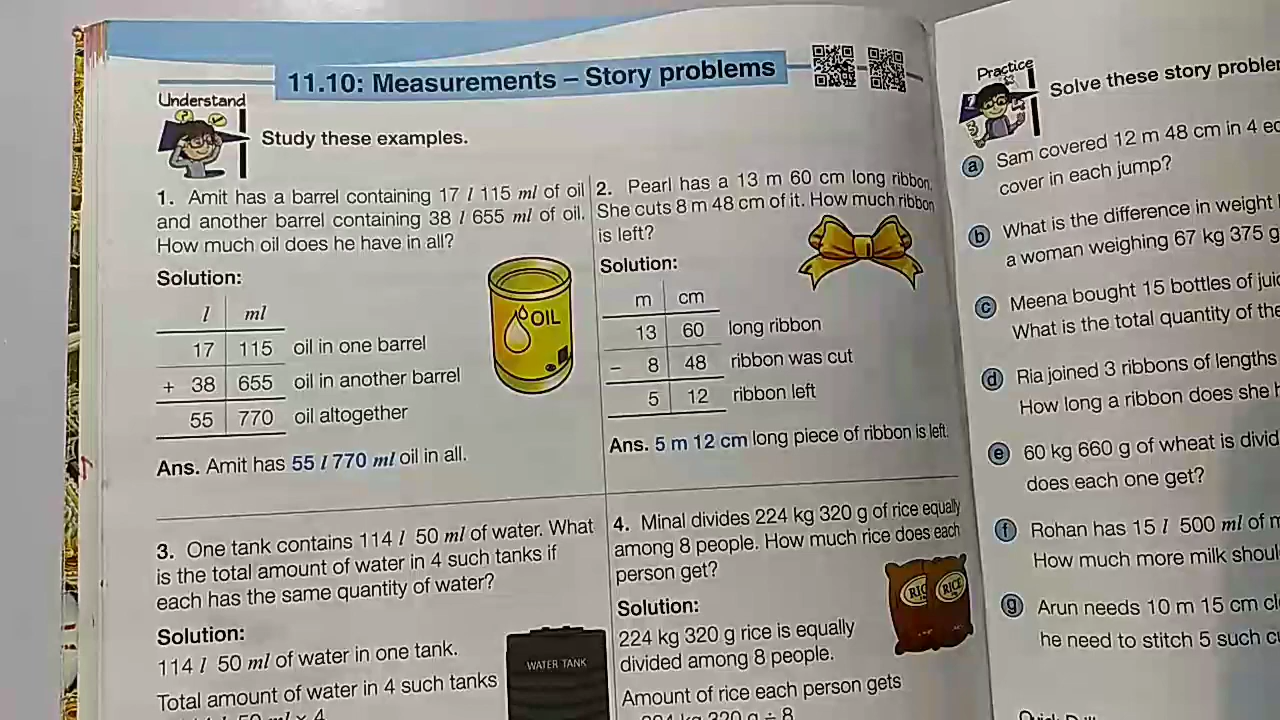 11.10: Measurements – Story problems
Understand
Study these examples.
1. Amit has a barrel containing 17 l 115 ml of oil
and another barrel containing 38 l 655 ml of oil.
How much oil does he have in all?
Solution:
l ml
17 115 oil in one barrel
+ 38 655 oil in another barrel
55 770 oil altogether
Ans. Amit has 55 l 770 ml oil in all.
OIL
2. Pearl has a 13 m 60 cm long ribbon.
She cuts 8 m 48 cm of it. How much ribbon
is left?
Solution:
m cm
13 60 long ribbon
– 8 48 ribbon was cut
5 12 ribbon left
Ans. 5 m 12 cm long piece of ribbon is left.
3. One tank contains 114 l 50 ml of water. What
is the total amount of water in 4 such tanks if
each has the same quantity of water?
Solution:
114 l 50 ml of water in one tank.
Total amount of water in 4 such tanks
50 ml × 4
WATER TANK
4. Minal divides 224 kg 320 g of rice equally
among 8 people. How much rice does each
person get?
Solution:
224 kg 320 g rice is equally
divided among 8 people.
Amount of rice each person gets
224 kg 320 g ÷ 8
RICE
Practice
Solve these story
a Sam covered 12 m 48 cm in 4
cover in each jump?
b What is the difference in weight
a woman weighing 67 kg 375 g
c Meena bought 15 bottles of
What is the total quantity of the
d Ria joined 3 ribbons of lengths
How long a ribbon does she
e 60 kg 660 g of wheat is
does each one get?
f Rohan has 15 l 500 ml of
How much more milk
g Arun needs 10 m 15 cm
he need to stitch 5 such